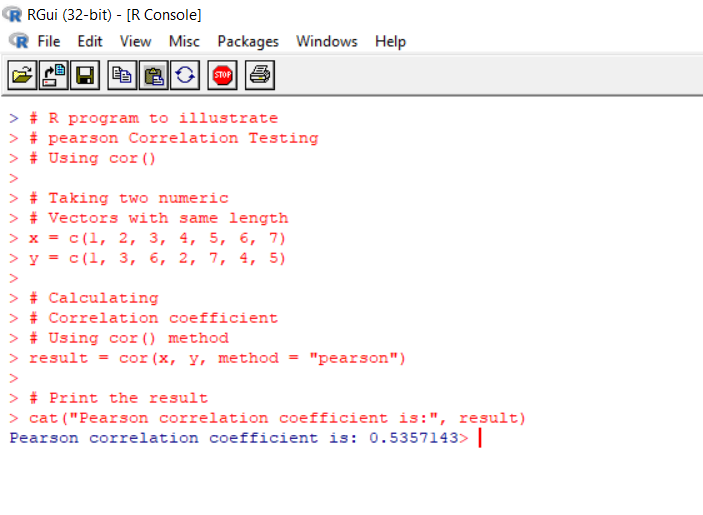 RGui (32-bit) - [R Console]
File Edit View Misc Packages Windows Help
STOP
> # R program to illustrate
> # pearson Correlation Testing
> # Using cor()
>
> # Taking two numeric
> # Vectors with same length
> x = c(1, 2, 3, 4, 5, 6, 7)
> y = c(1, 3, 6, 2, 7, 4, 5)
>
> # Calculating
> # Correlation coefficient
> # Using cor() method
> result = cor(x, y, method = "pearson")
>
> # Print the result
> cat("Pearson correlation coefficient is:", result)
Pearson correlation coefficient is: 0.5357143>